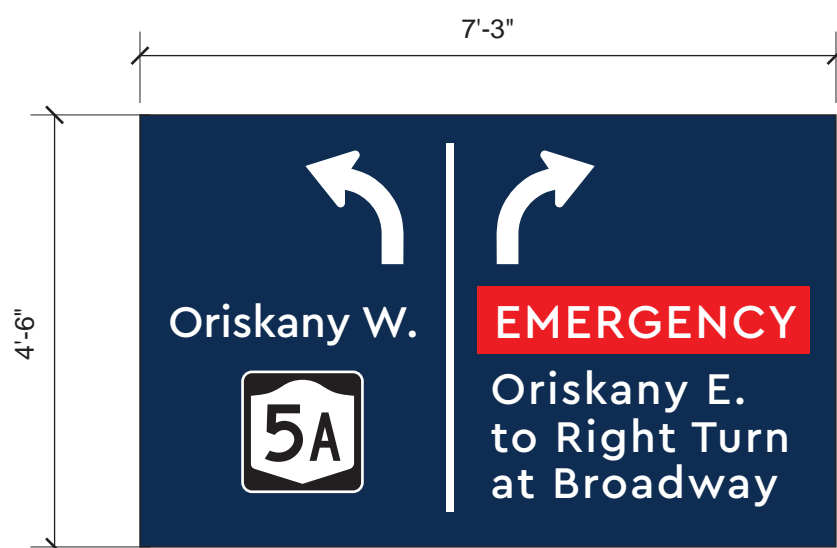 7'-3"
4'-6"
Oriskany W.
5A
EMERGENCY
Oriskany E.
to Right Turn
at Broadway